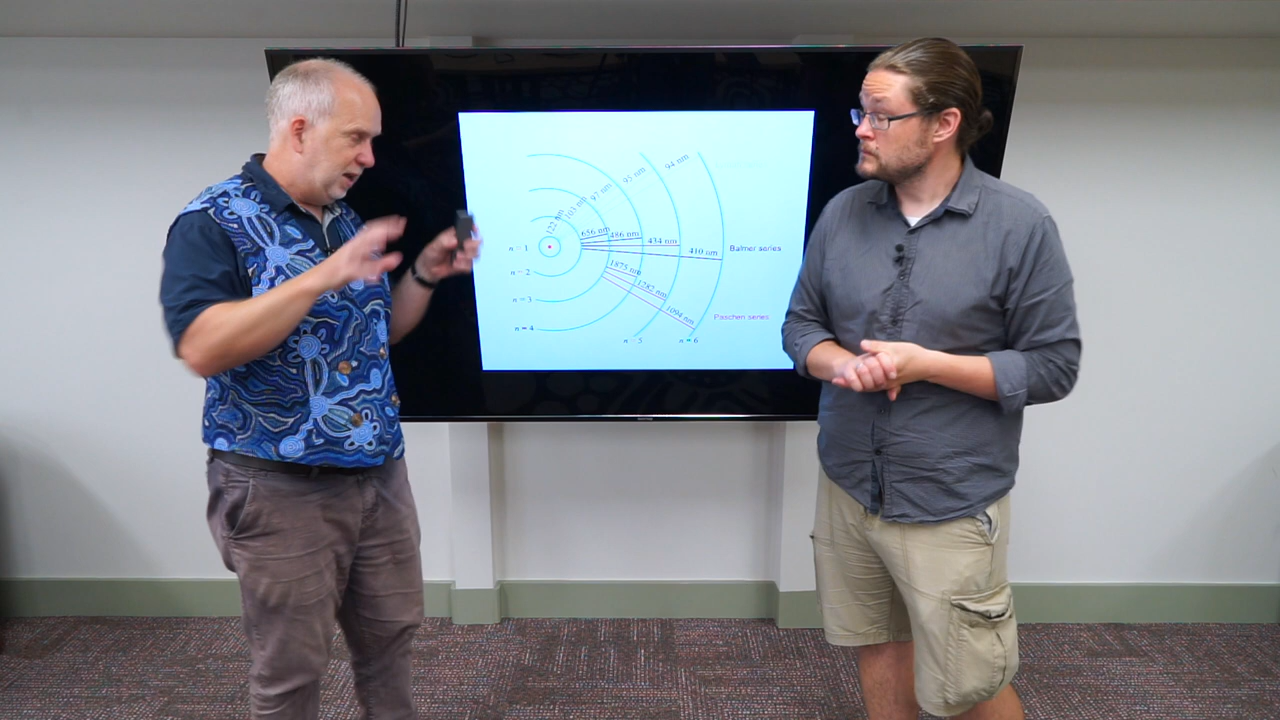 94 nm
95 nm
97 nm
103 nm
122 nm
656 nm
486 nm
434 nm
410 nm
Balmer series
n = 1
1875 nm
n = 2
1282 nm
n = 3
1094 nm
Paschen series
n = 4
n = 5
n = 6